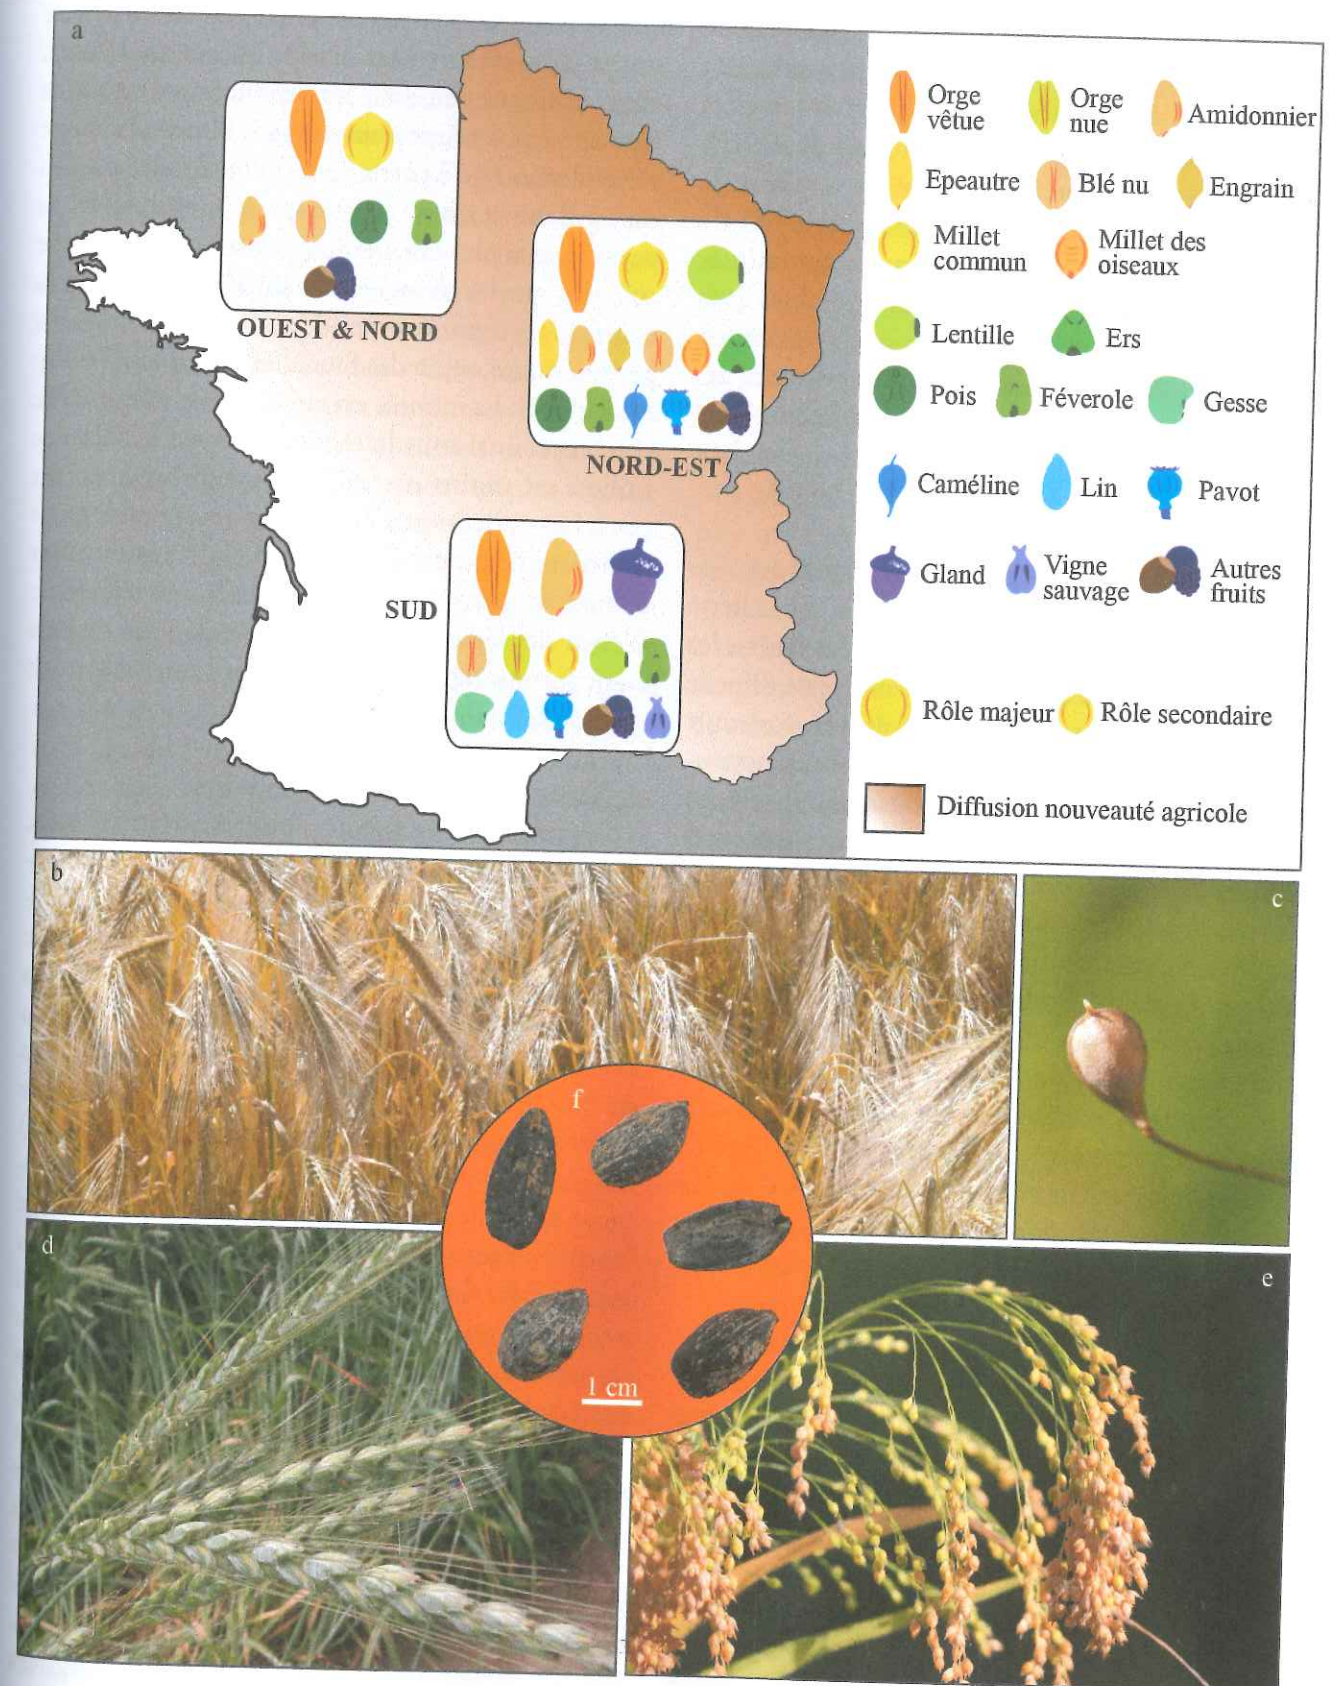 a
Orge
vêtue
Orge
nue
Amidonnier
Epeautre
Blé nu
Engrain
Millet
commun
Millet des
oiseaux
Lentille
Ers
Pois
Féverole
Gesse
Caméline
Lin
Pavot
Gland
Vigne
sauvage
Autres
fruits
Rôle majeur
Rôle secondaire
Diffusion nouveauté agricole
OUEST & NORD
NORD-EST
SUD
b
c
d
f
1 cm
e